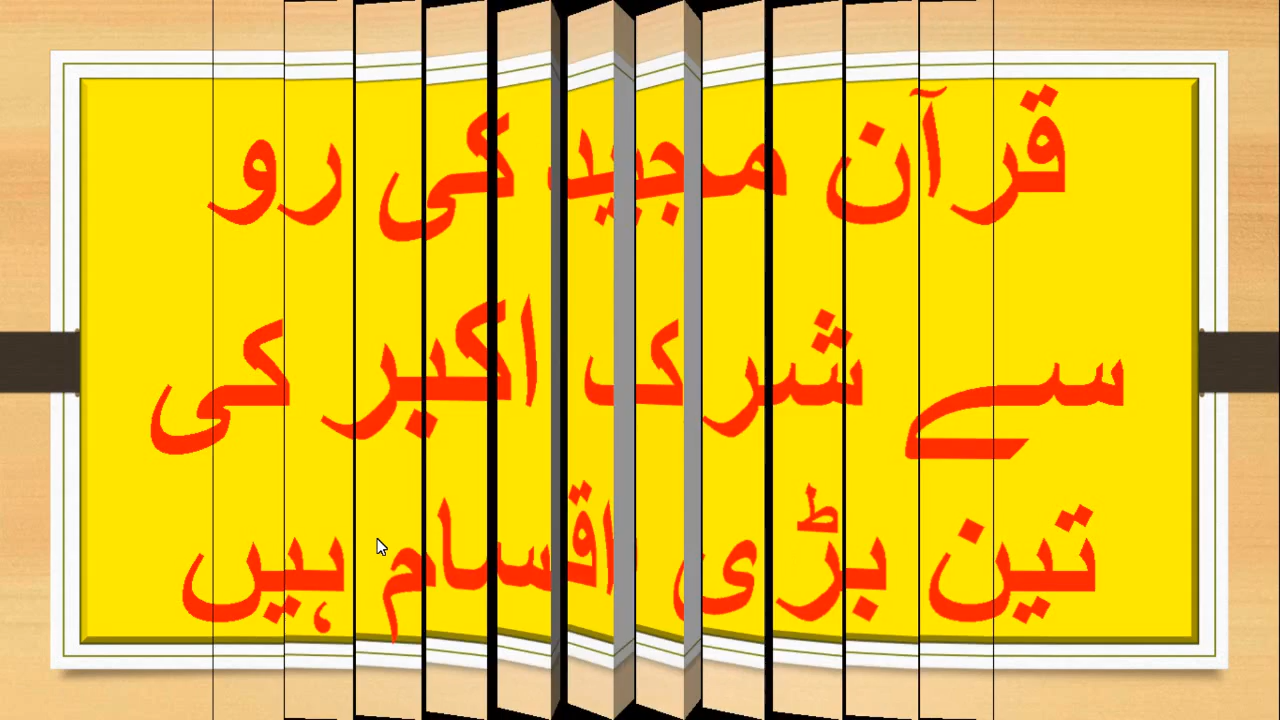 قرآن مجید کی رو
سے شرک اکبر کی
تین بڑی اقسام ہیں